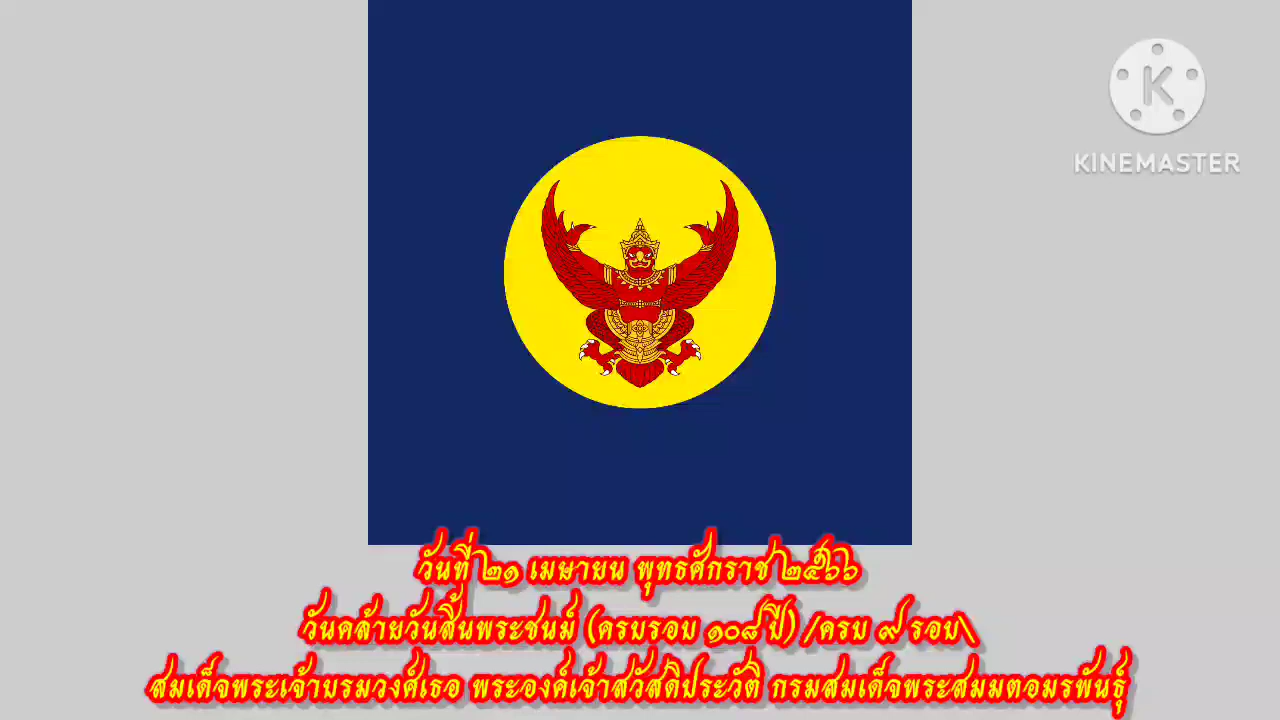 K
KINEMASTER
วันที่ ๒๑ เมษายน พุทธศักราช ๒๕๖๖
วันคล้ายวันสิ้นพระชนม์ (ครบรอบ ๑๐๘ ปี) /ครบ ๙ รอบ\
สมเด็จพระเจ้าบรมวงศ์เธอ พระองค์เจ้าสวัสดิประวัติ กรมสมเด็จพระสมมตอมรพันธุ์